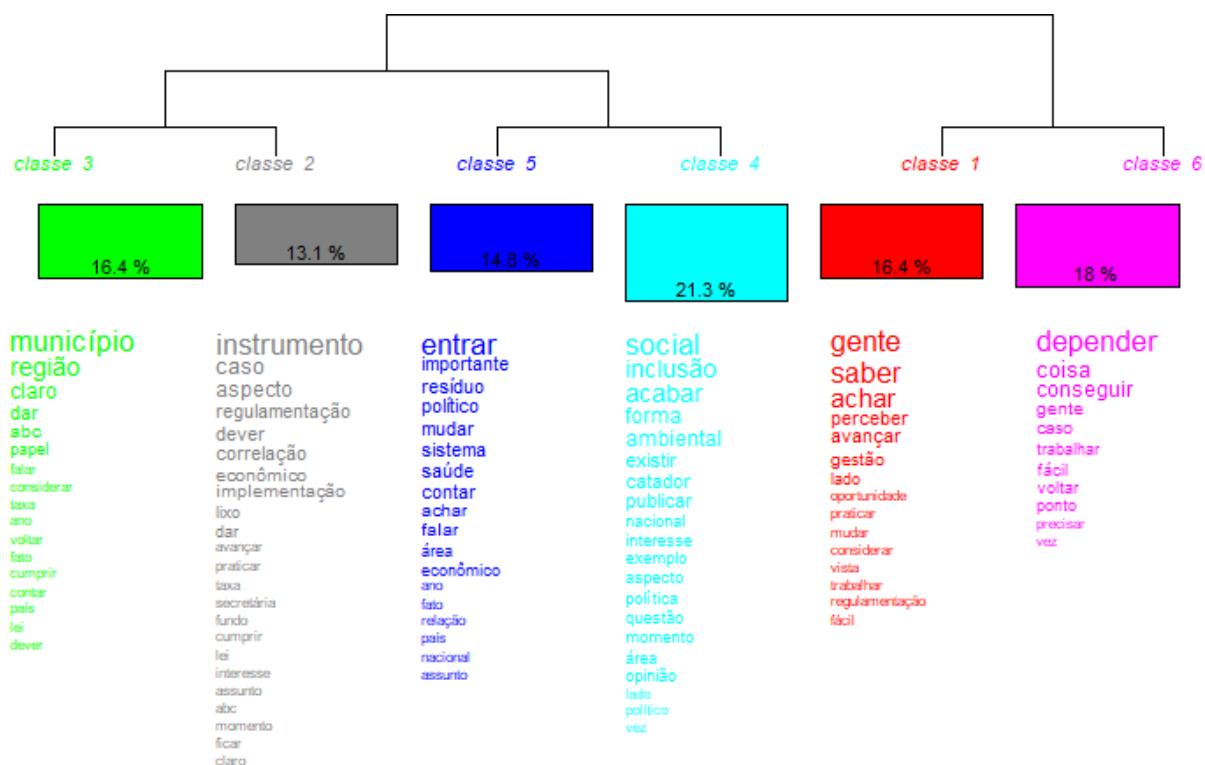 classe 3
classe 2
classe 5
classe 4
classe 1
classe 6
16.4 %
13.1 %
14.8 %
21.3 %
16.4 %
18 %
município
região
claro
dar
abc
papel
falar
considerar
taxa
ano
voltar
fato
cumprir
contar
país
lei
dever
instrumento
caso
aspecto
regulamentação
dever
correlação
econômico
implementação
lixo
dar
avançar
praticar
taxa
secretária
fundo
cumprir
lei
interesse
assunto
abc
momento
ficar
claro
entrar
importante
resíduo
político
mudar
sistema
saúde
contar
achar
falar
área
econômico
ano
fato
relação
país
nacional
assunto
social
inclusão
acabar
forma
ambiental
existir
catador
publicar
nacional
interesse
exemplo
aspecto
política
questão
momento
área
opinião
lado
político
vez
gente
saber
achar
perceber
avançar
gestão
lado
oportunidade
praticar
mudar
considerar
vista
trabalhar
regulamentação
fácil
depender
coisa
conseguir
gente
caso
trabalhar
fácil
voltar
ponto
precisar
vez